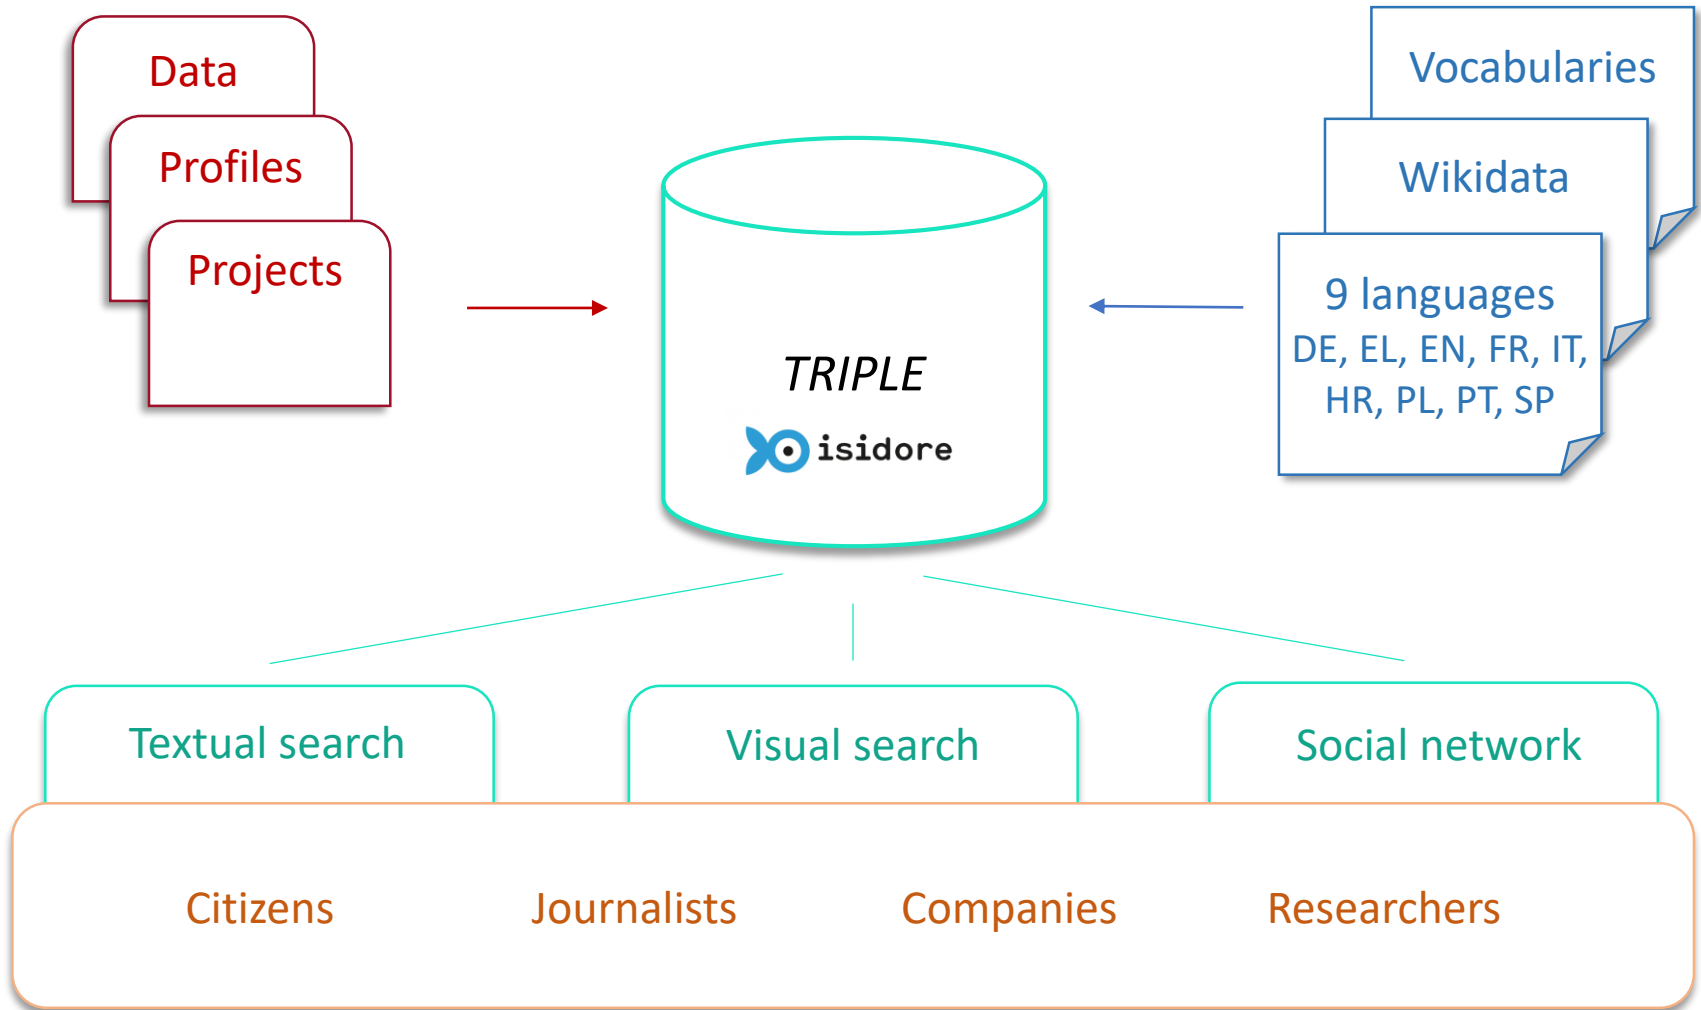 Data
Profiles
Projects
TRIPLE
isidore
Vocabularies
Wikidata
9 languages
DE, EL, EN, FR, IT,
HR, PL, PT, SP
Textual search
Visual search
Social network
Citizens
Journalists
Companies
Researchers